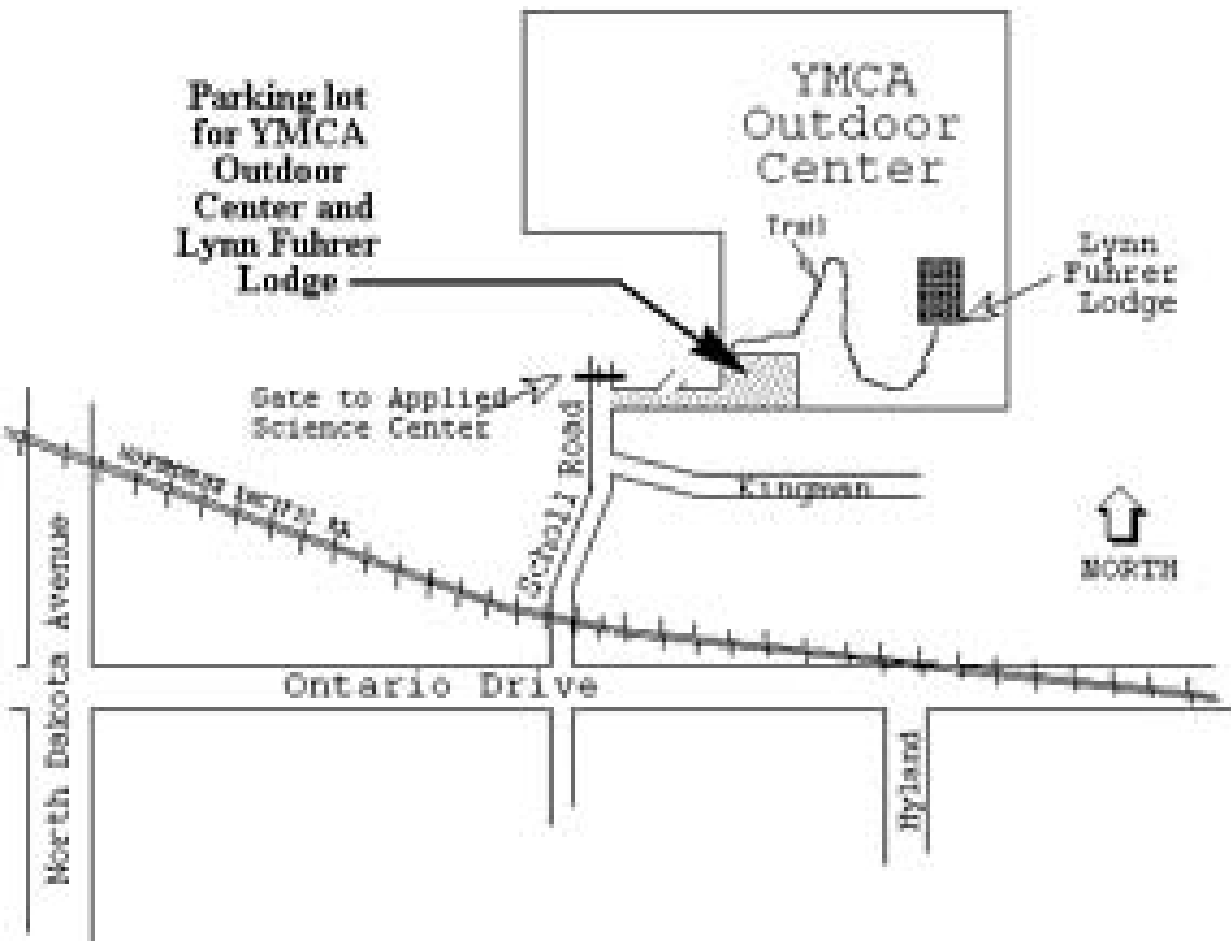 Parking lot
for YMCA
Outdoor
Center and
Lynn Fuhrer
Lodge
YMCA
Outdoor
Center
Trail
Lynn
Fuhrer
Lodge
Gate to Applied
Science Center
Scholl Road
Kingman
NORTH
North Dakota Avenue
Ontario Drive
Hyland